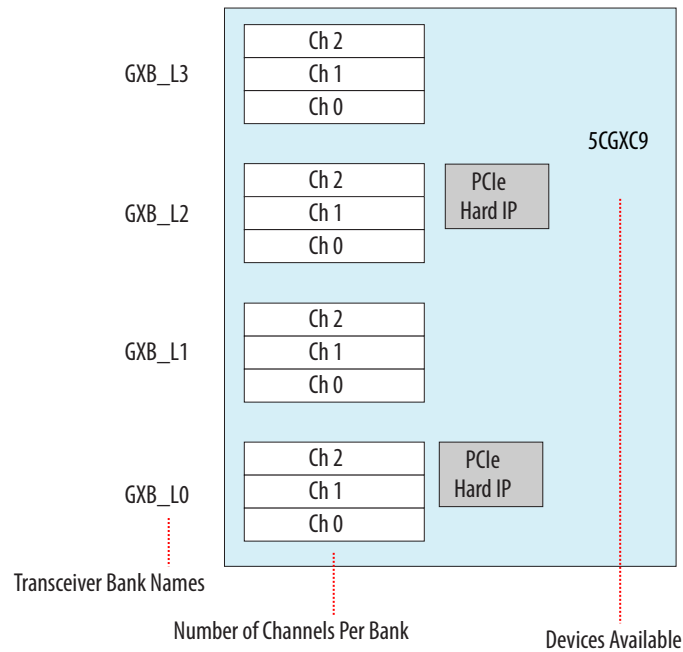 Ch 2
GXB_L3
Ch 1
Ch 0
5CGXC9
Ch 2
PCIe
Hard IP
GXB_L2
Ch 1
Ch 0
Ch 2
GXB_L1
Ch 1
Ch 0
Ch 2
PCIe
Hard IP
GXB_L0
Ch 1
Ch 0
Transceiver Bank Names
Number of Channels Per Bank
Devices Available